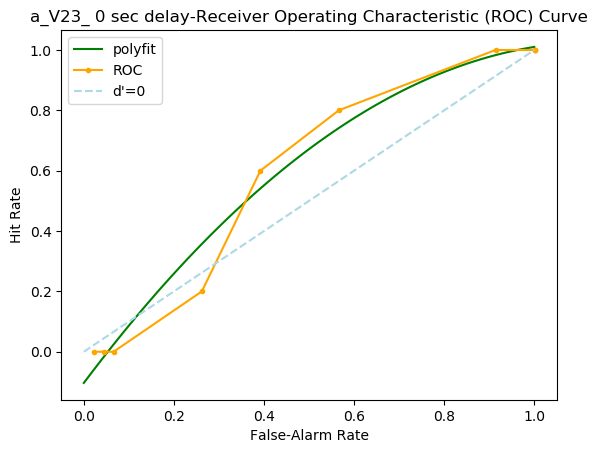 a_V23_ 0 sec delay-Receiver Operating Characteristic (ROC) Curve
polyfit
ROC
d'=0
1.0
0.8
0.6
0.4
0.2
0.0
Hit Rate
0.0 0.2 0.4 0.6 0.8 1.0
False-Alarm Rate